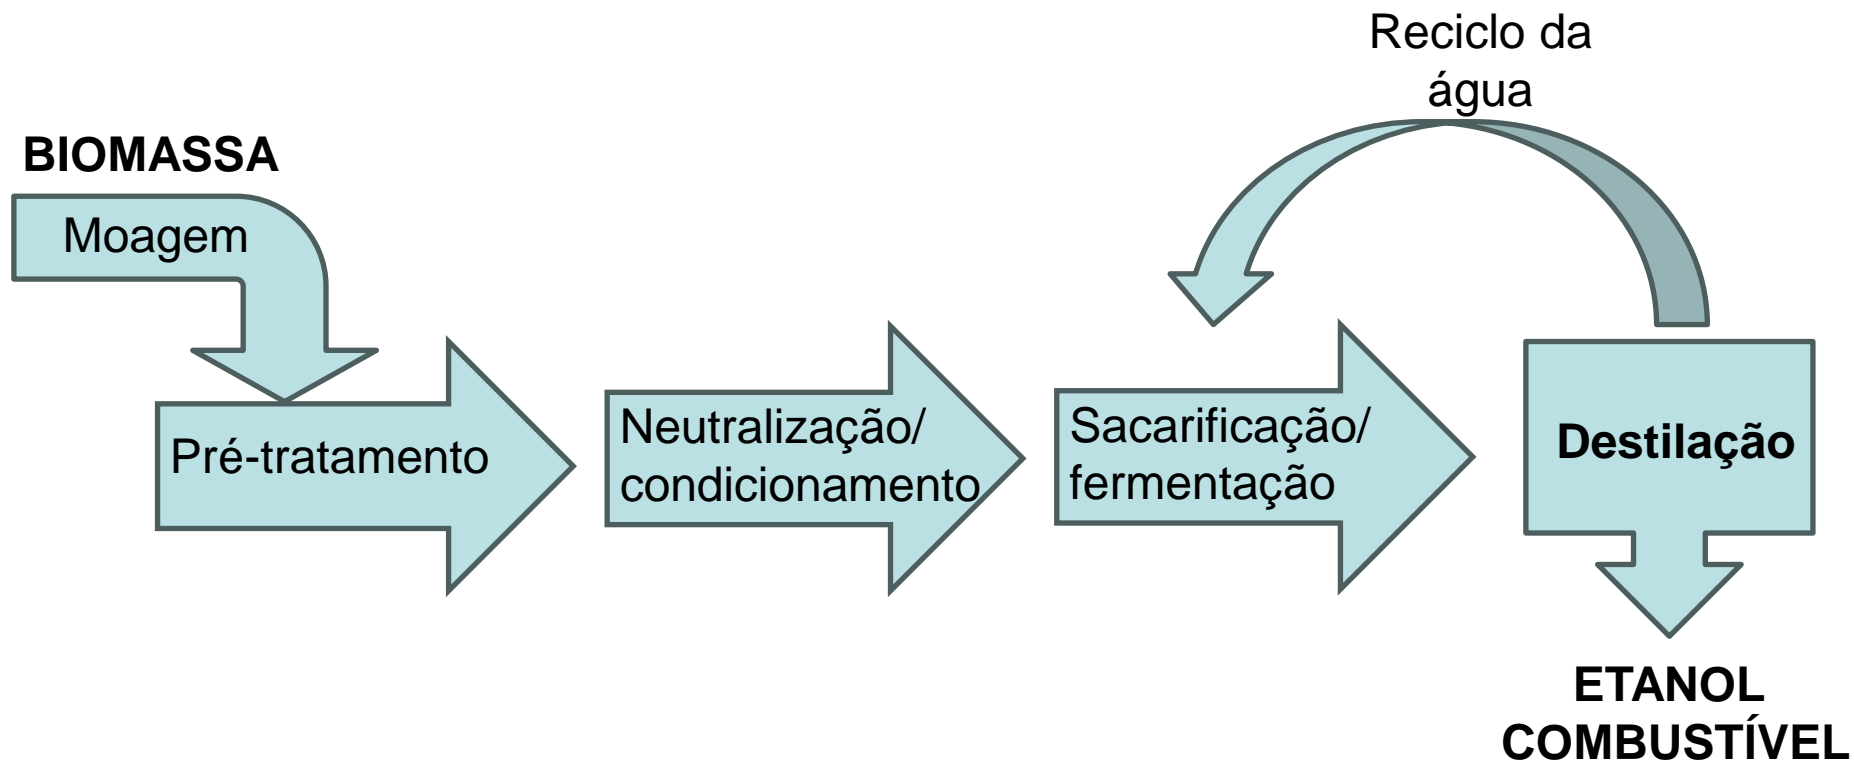 BIOMASSA
Moagem
Pré-tratamento
Neutralização/
condicionamento
Reciclo da
água
Sacarificação/
fermentação
Destilação
ETANOL
COMBUSTÍVEL